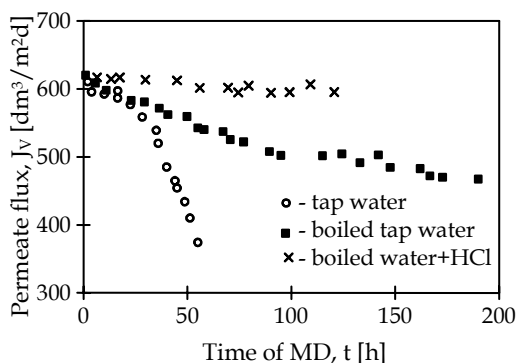 700
600
500
400
300
0
50
100
150
200
Permeate flux, Jv [dm³/m²d]
- tap water
- boiled tap water
- boiled water+HCl
Time of MD, t [h]